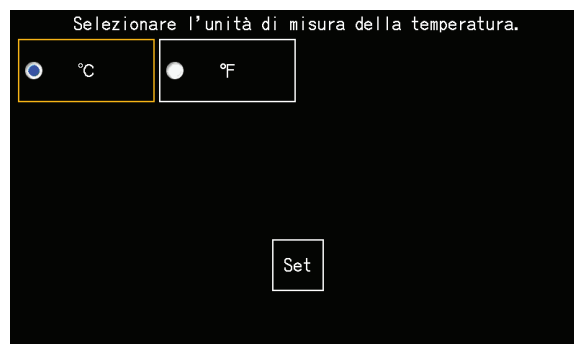 Selezionare l'unità di misura della temperatura.
℃ ℉
Set